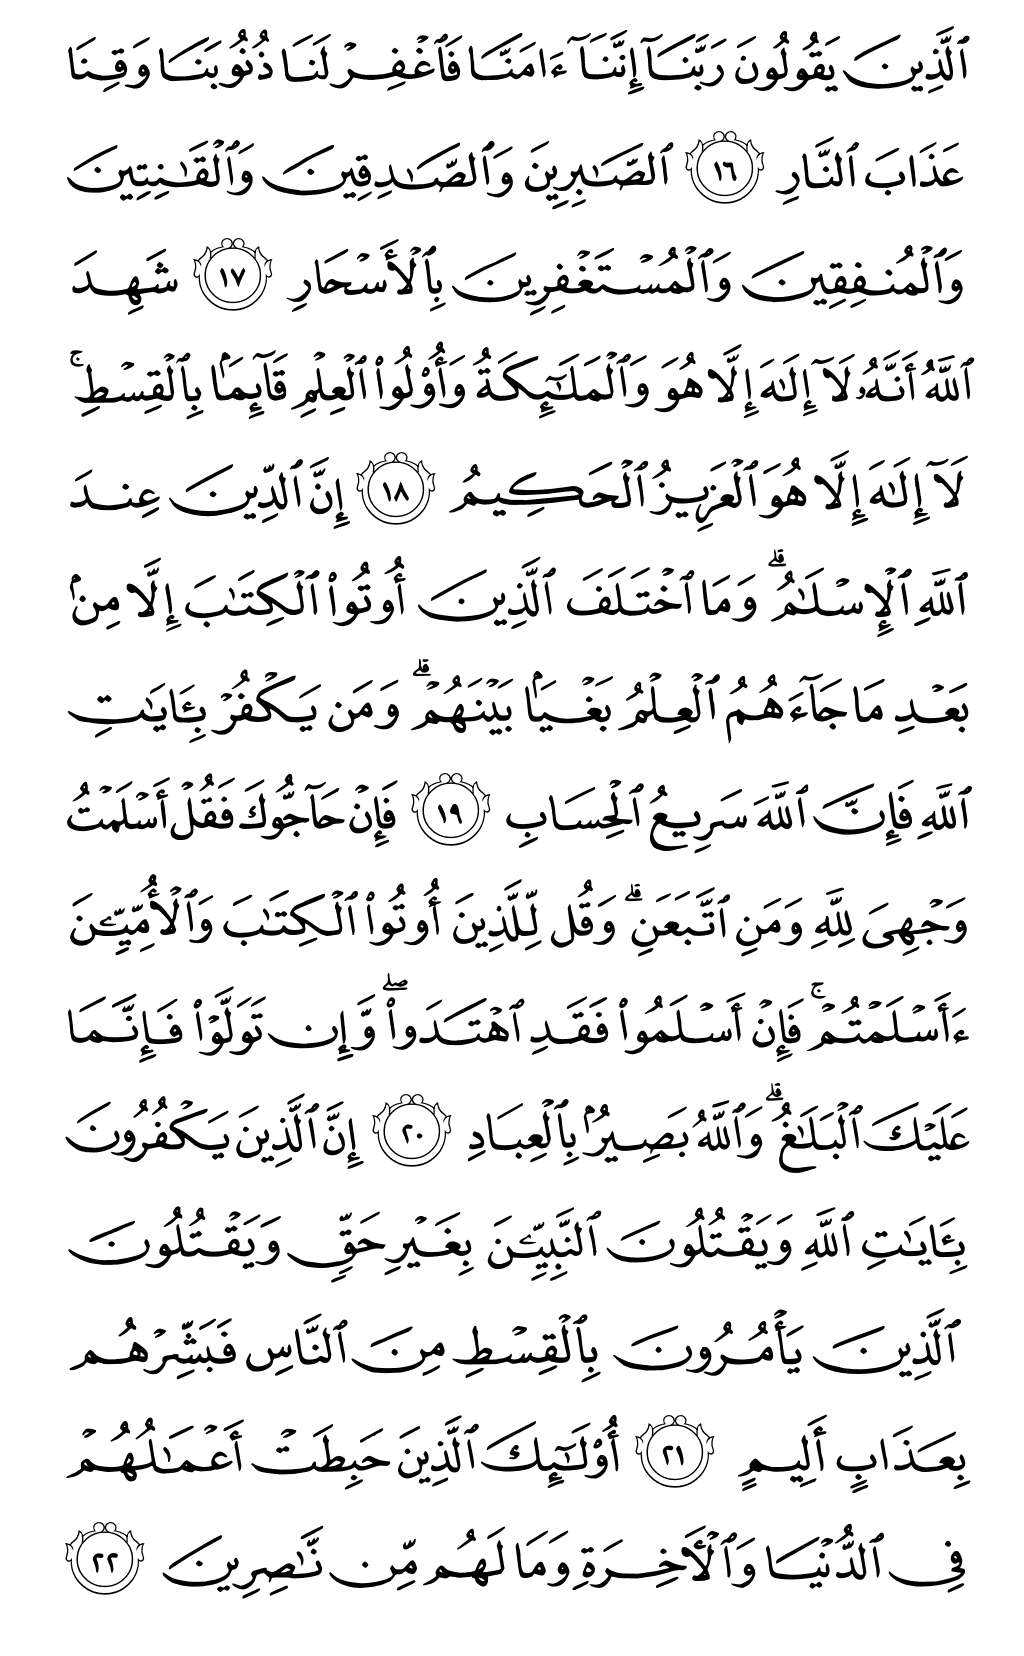 ٱلَّذِينَ يَقُولُونَ رَبَّنَآ إِنَّنَآ ءَامَنَّا فَٱغْفِرْ لَنَا ذُنُوبَنَا وَقِنَا
عَذَابَ ٱلنَّارِ ١٦ ٱلصَّـٰبِرِينَ وَٱلصَّـٰدِقِينَ وَٱلْقَـٰنِتِينَ
وَٱلْمُنفِقِينَ وَٱلْمُسْتَغْفِرِينَ بِٱلْأَسْحَارِ ١٧ شَهِدَ
ٱللَّهُ أَنَّهُۥ لَآ إِلَـٰهَ إِلَّا هُوَ وَٱلْمَلَـٰٓئِكَةُ وَأُو۟لُوا۟ ٱلْعِلْمِ قَآئِمًۢا بِٱلْقِسْطِ ۚ
لَآ إِلَـٰهَ إِلَّا هُوَ ٱلْعَزِيزُ ٱلْحَكِيمُ ١٨ إِنَّ ٱلدِّينَ عِندَ
ٱللَّهِ ٱلْإِسْلَـٰمُ ۗ وَمَا ٱخْتَلَفَ ٱلَّذِينَ أُوتُوا۟ ٱلْكِتَـٰبَ إِلَّا مِنۢ
بَعْدِ مَا جَآءَهُمُ ٱلْعِلْمُ بَغْيًۢا بَيْنَهُمْ ۗ وَمَن يَكْفُرْ بِـَٔايَـٰتِ
ٱللَّهِ فَإِنَّ ٱللَّهَ سَرِيعُ ٱلْحِسَابِ ١٩ فَإِنْ حَآجُّوكَ فَقُلْ أَسْلَمْتُ
وَجْهِىَ لِلَّهِ وَمَنِ ٱتَّبَعَنِ ۗ وَقُل لِّلَّذِينَ أُوتُوا۟ ٱلْكِتَـٰبَ وَٱلْأُمِّيِّـۧنَ
ءَأَسْلَمْتُمْ ۚ فَإِنْ أَسْلَمُوا۟ فَقَدِ ٱهْتَدَوا۟ ۖ وَّإِن تَوَلَّوْا۟ فَإِنَّمَا
عَلَيْكَ ٱلْبَلَـٰغُ ۗ وَٱللَّهُ بَصِيرٌۢ بِٱلْعِبَادِ ٢٠ إِنَّ ٱلَّذِينَ يَكْفُرُونَ
بِـَٔايَـٰتِ ٱللَّهِ وَيَقْتُلُونَ ٱلنَّبِيِّـۧنَ بِغَيْرِ حَقٍّ وَيَقْتُلُونَ
ٱلَّذِينَ يَأْمُرُونَ بِٱلْقِسْطِ مِنَ ٱلنَّاسِ فَبَشِّرْهُم
بِعَذَابٍ أَلِيمٍ ٢١ أُو۟لَـٰٓئِكَ ٱلَّذِينَ حَبِطَتْ أَعْمَـٰلُهُمْ
فِى ٱلدُّنْيَا وَٱلْـَٔاخِرَةِ وَمَا لَهُم مِّن نَّـٰصِرِينَ ٢٢